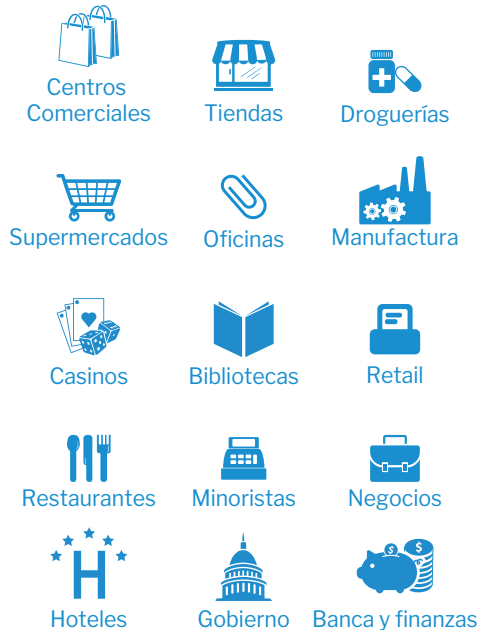 Centros
Comerciales
Tiendas
Droguerías
Supermercados
Oficinas
Manufactura
Casinos
Bibliotecas
Retail
Restaurantes
Minoristas
Negocios
H
$
$
Hoteles
Gobierno
Banca y finanzas